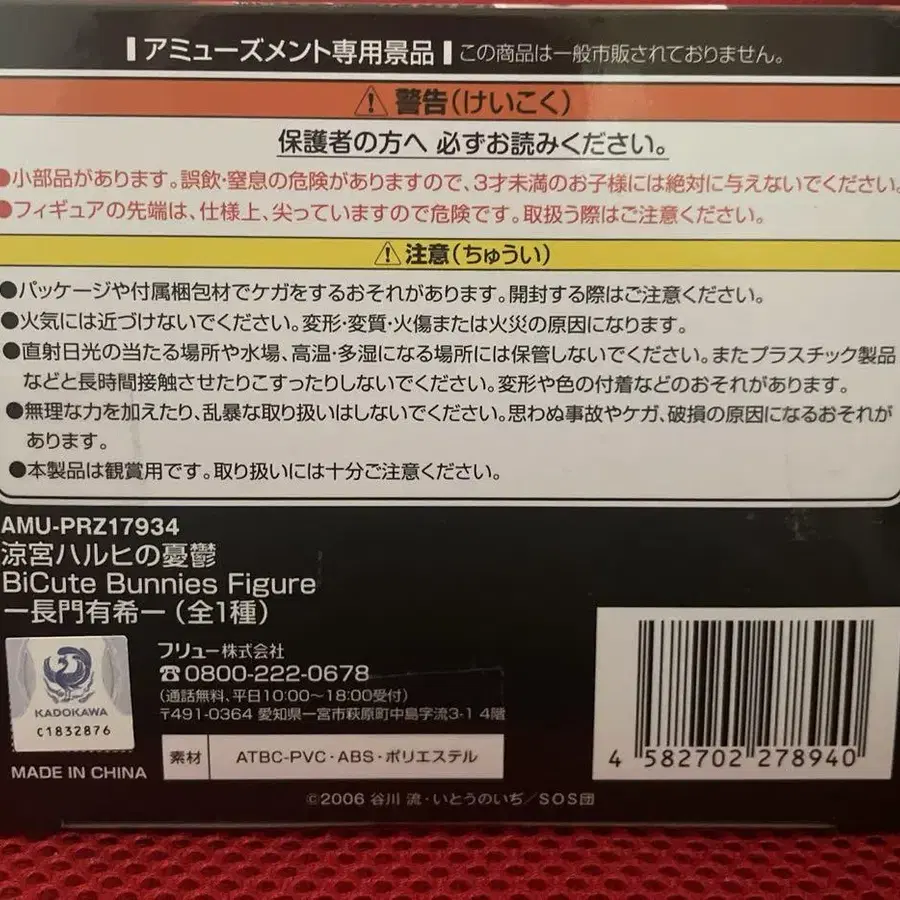 アミューズメント専用景品 この商品は一般市販されておりません。
警告(けいこく)
保護者の方へ 必ずお読みください。
●小部品があります。誤飲・窒息の危険がありますので、3才未満のお子様には絶対に与えないでください。
●フィギュアの先端は、仕様上、尖っていますので危険です。取扱う際はご注意ください。
注意(ちゅうい)
●パッケージや付属梱包材でケガをするおそれがあります。開封する際はご注意ください。
●火気には近づけないでください。変形・変質・火傷または火災の原因になります。
●直射日光の当たる場所や水場、高温・多湿になる場所には保管しないでください。またプラスチック製品
などと長時間接触させたりこすったりしないでください。変形や色の付着などのおそれがあります。
●無理な力を加えたり、乱暴な取り扱いはしないでください。思わぬ事故やケガ、破損の原因になるおそれが
あります。
●本製品は観賞用です。取り扱いには十分ご注意ください。
AMU-PRZ17934
涼宮ハルヒの憂鬱
BiCute Bunnies Figure
ー長門有希ー(全1種)
フリュー株式会社
☎0800-222-0678
(通話無料、平日10:00〜18:00受付)
〒491-0364 愛知県一宮市萩原町中島字流3-1 4階
KADOKAWA
C1832876
素材 ATBC-PVC・ABS・ポリエステル
MADE IN CHINA
4 582702 278940
©2006 谷川 流・いとうのいぢ/SOS団